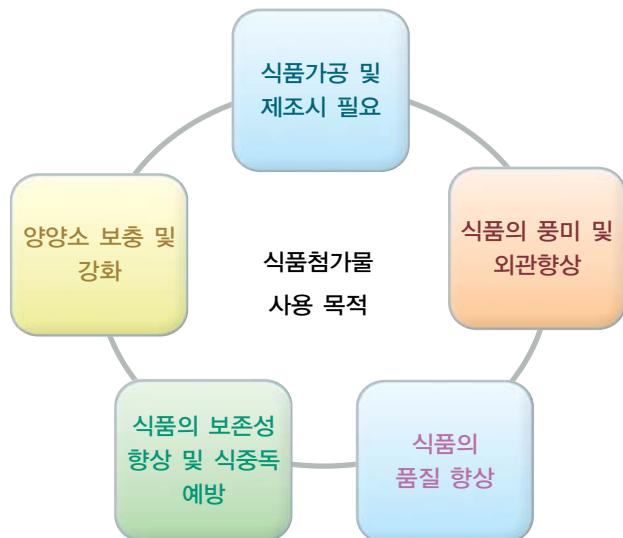 식품가공 및
제조시 필요
양양소 보충 및
강화
식품의 풍미 및
외관향상
식품첨가물
사용 목적
식품의 보존성
향상 및 식중독
예방
식품의
품질 향상